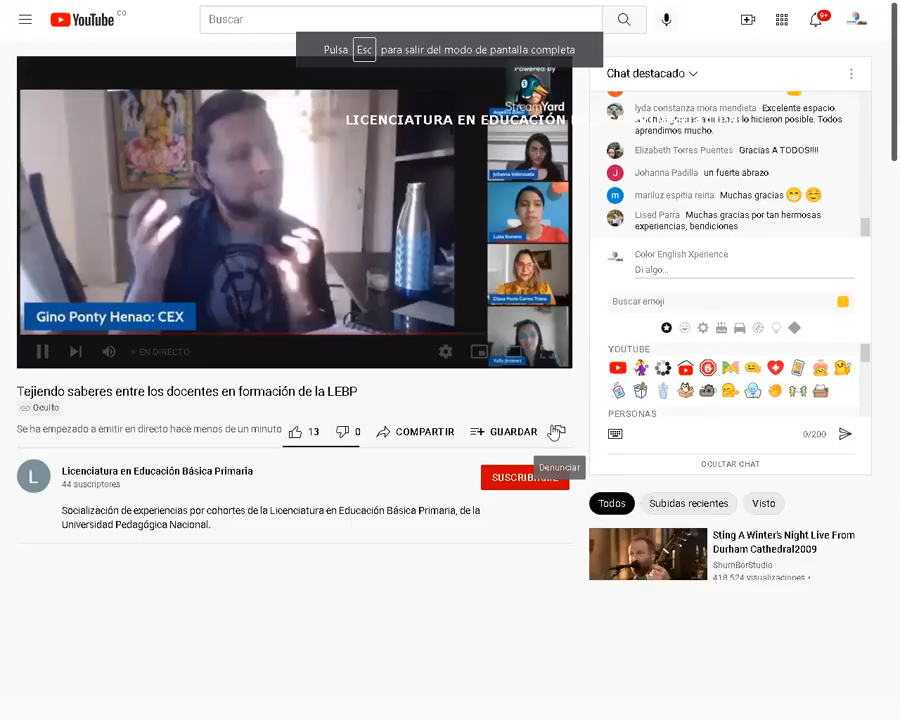 YouTube CO
Buscar
9+
Pulsa Esc para salir del modo de pantalla completa
Powered by
StreamYard
LICENCIATURA EN EDUCACIÓN
Johanna Valenzuela
Luisa Romero
Diana Paola Correa Triana
Yully Jiménez
Gino Ponty Henao: CEX
EN DIRECTO
Tejiendo saberes entre los docentes en formación de la LEBP
Oculto
Se ha empezado a emitir en directo hace menos de un minuto
13
0
COMPARTIR
GUARDAR
Denunciar
L
Licenciatura en Educación Básica Primaria
44 suscriptores
SUSCRIBIRME
Socialización de experiencias por cohortes de la Licenciatura en Educación Básica Primaria, de la
Universidad Pedagógica Nacional.
Chat destacado
lyda constanza mora mendieta Excelente espacio.
lo hicieron posible. Todos
aprendimos mucho.
Elizabeth Torres Puentes Gracias A TODOS!!!!
J
Johanna Padilla un fuerte abrazo
m
mariluz espitia reina Muchas gracias
Lised Parra Muchas gracias por tan hermosas
experiencias, bendiciones
Color English Xperience
Di algo...
Buscar emoji
YOUTUBE
PERSONAS
0/200
OCULTAR CHAT
Todos
Subidas recientes
Visto
Sting A Winter's Night Live From
Durham Cathedral2009
ShumBorStudio
418.524 visualizaciones •